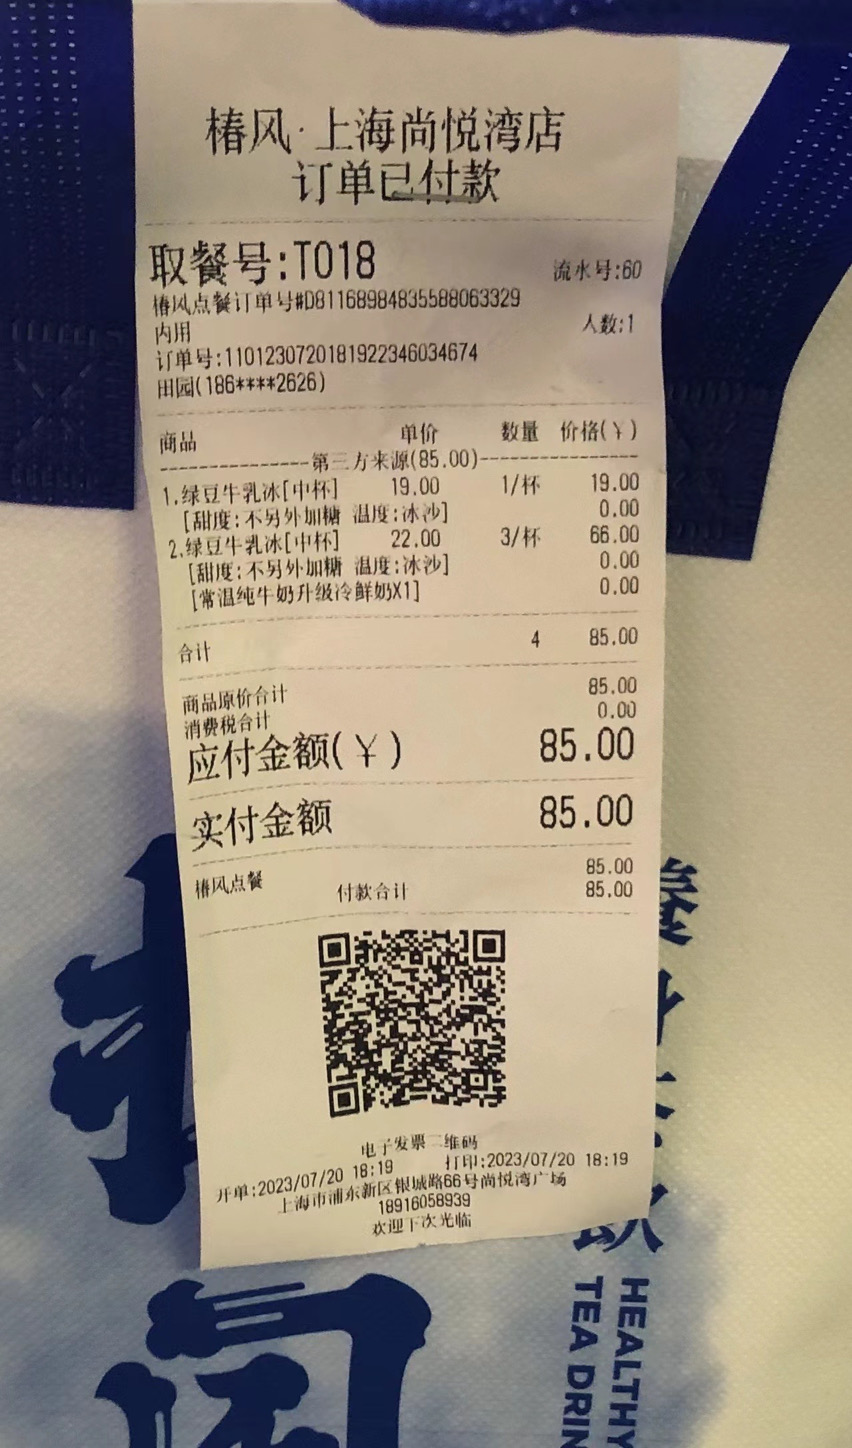 椿风·上海尚悦湾店
订单已付款
取餐号:T018 流水号:60
椿风点餐订单号#D81168984835588063329
内用 人数:1
订单号:1101230720181922346034674
田园(186****2626)
商品 单价 数量 价格(¥)
---------------第三方来源(85.00)----------------
1.绿豆牛乳冰[中杯] 19.00 1/杯 19.00
[甜度:不另外加糖 温度:冰沙] 0.00
2.绿豆牛乳冰[中杯] 22.00 3/杯 66.00
[甜度:不另外加糖 温度:冰沙] 0.00
[常温纯牛奶升级冷鲜奶X1] 0.00
合计 4 85.00
商品原价合计 85.00
消费税合计 0.00
应付金额(¥) 85.00
实付金额 85.00
椿风点餐 85.00
付款合计 85.00
电子发票二维码
开单:2023/07/20 18:19 打印:2023/07/20 18:19
上海市浦东新区银城路66号尚悦湾广场
18916058939
欢迎下次光临
HEALTHY
TEA DRIN